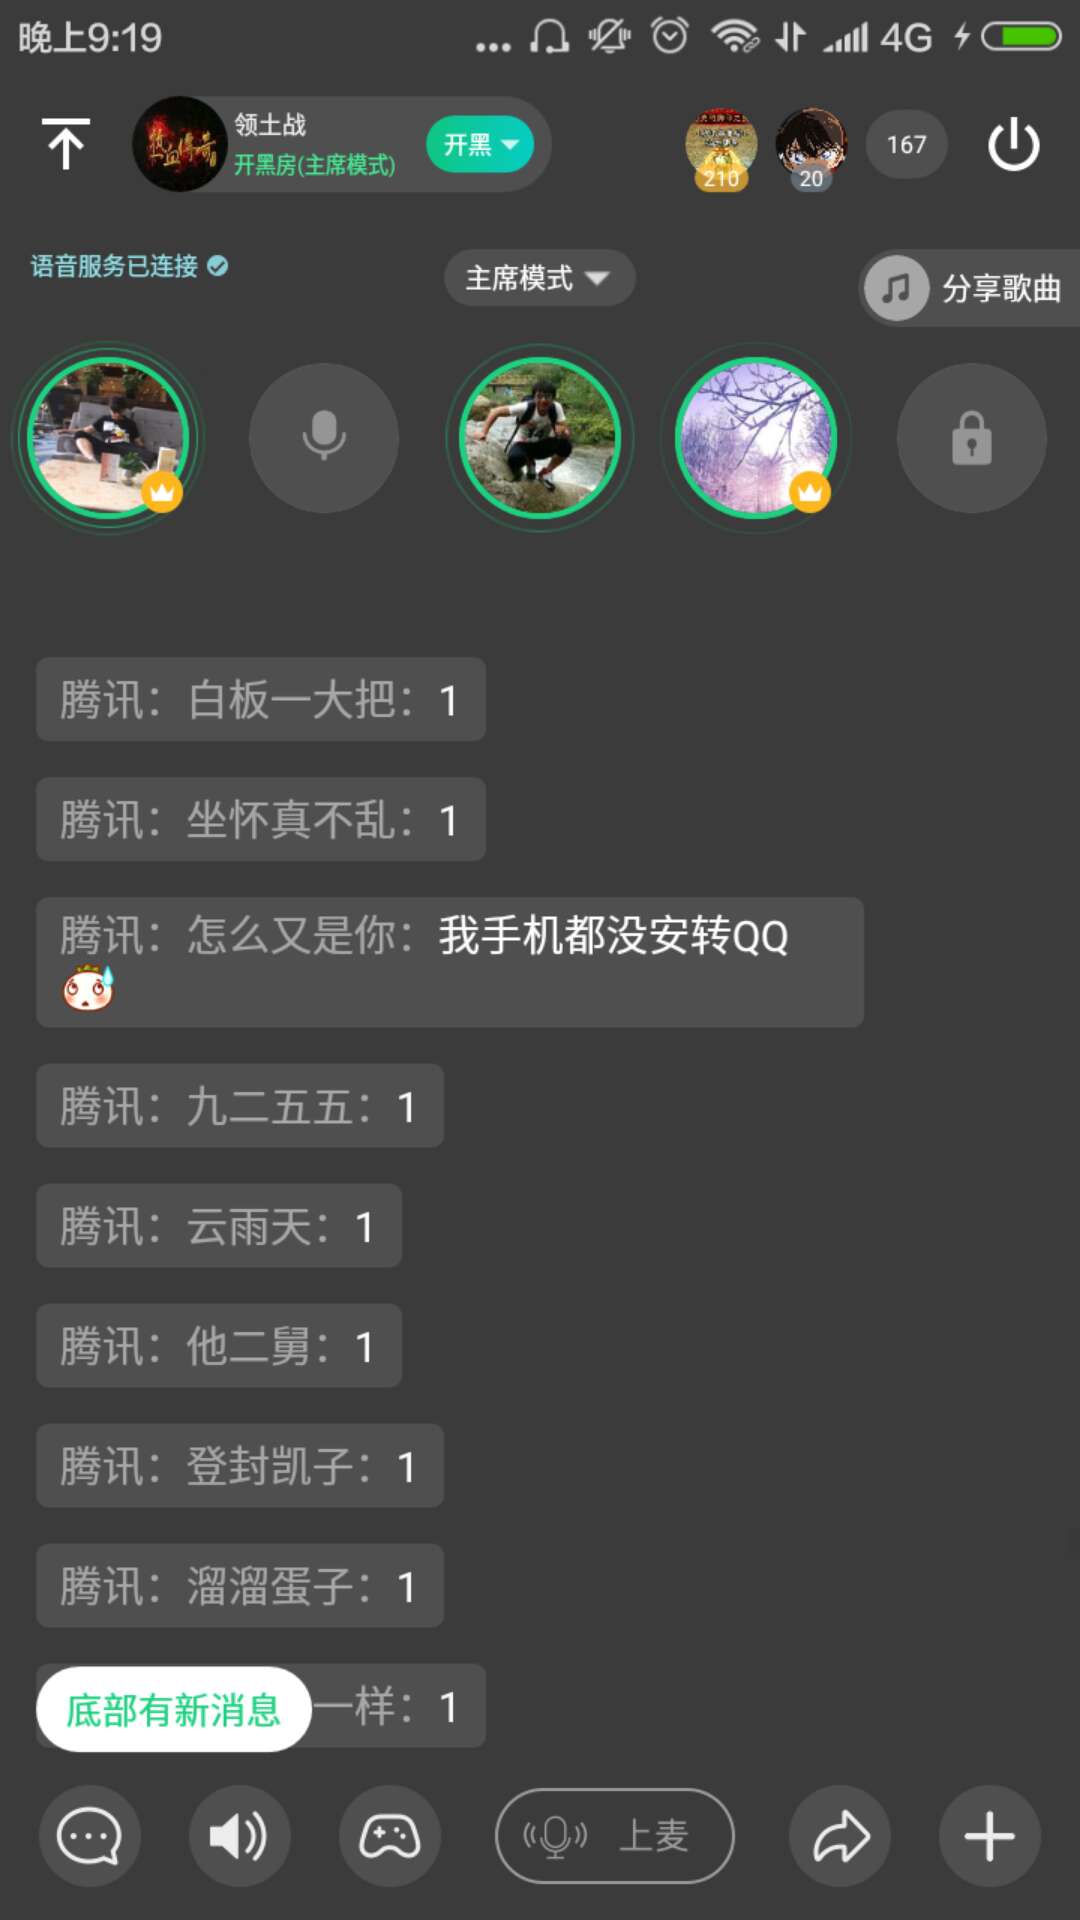 晚上9:19
4G
领土战
开黑房(主席模式)
开黑
210
20
167
语音服务已连接
主席模式
分享歌曲
腾讯：白板一大把：1
腾讯：坐怀真不乱：1
腾讯：怎么又是你：我手机都没安转QQ
腾讯：九二五五：1
腾讯：云雨天：1
腾讯：他二舅：1
腾讯：登封凯子：1
腾讯：溜溜蛋子：1
底部有新消息
一样：1
上麦